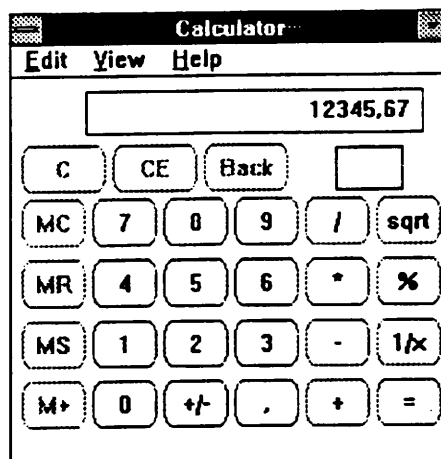 Calculator
Edit View Help
12345,67
C CE Back
MC 7 8 9 / sqrt
MR 4 5 6 * %
MS 1 2 3 - 1/x
M+ 0 +/- , + =